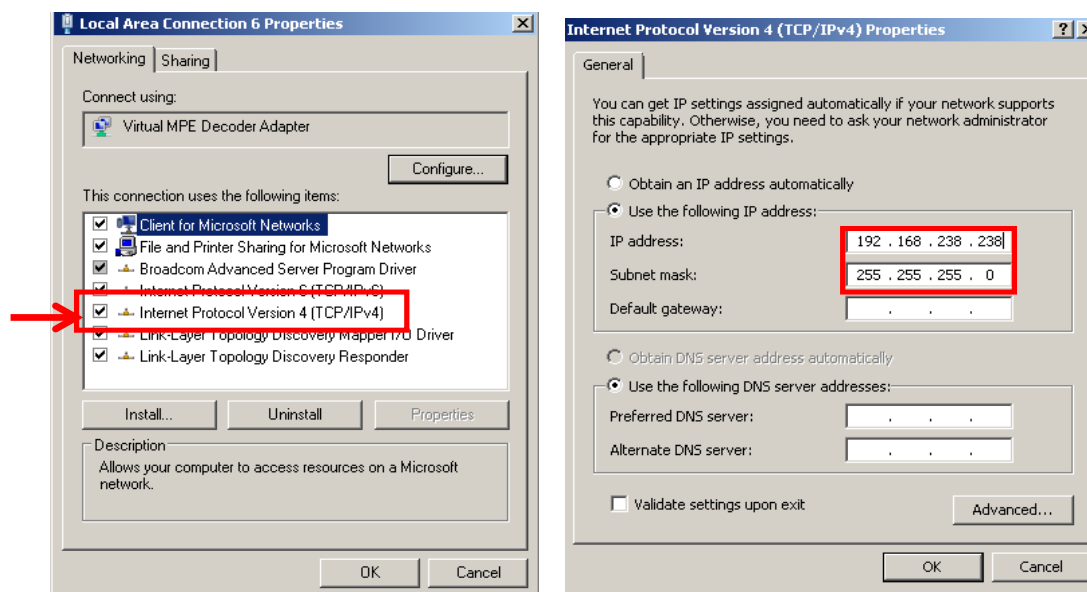 Local Area Connection 6 Properties
Networking
Sharing
Connect using:
Virtual MPE Decoder Adapter
Configure...
This connection uses the following items:
Client for Microsoft Networks
File and Printer Sharing for Microsoft Networks
Broadcom Advanced Server Program Driver
Internet Protocol Version 6 (TCP/IPv6)
Internet Protocol Version 4 (TCP/IPv4)
Link-Layer Topology Discovery Mapper I/O Driver
Link-Layer Topology Discovery Responder
Install...
Uninstall
Properties
Description
Allows your computer to access resources on a Microsoft
network.
OK
Cancel
Internet Protocol Version 4 (TCP/IPv4) Properties
General
You can get IP settings assigned automatically if your network supports
this capability. Otherwise, you need to ask your network administrator
for the appropriate IP settings.
Obtain an IP address automatically
Use the following IP address:
IP address: 192 . 168 . 238 . 238
Subnet mask: 255 . 255 . 255 . 0
Default gateway: . . .
Obtain DNS server address automatically
Use the following DNS server addresses:
Preferred DNS server: . . .
Alternate DNS server: . . .
Validate settings upon exit
Advanced...
OK
Cancel